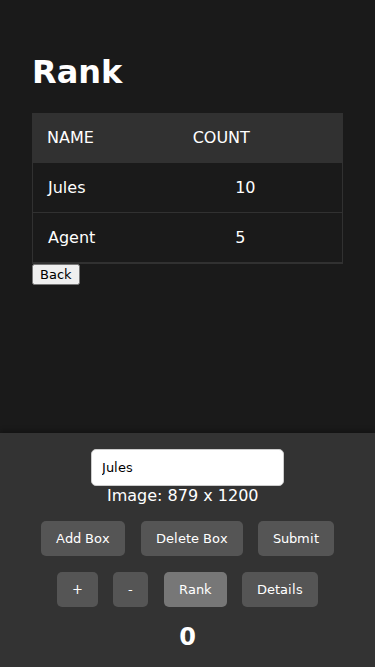 Rank
NAME COUNT
Jules 10
Agent 5
Back
Jules
Image: 879 x 1200
Add Box Delete Box Submit
+ - Rank Details
0